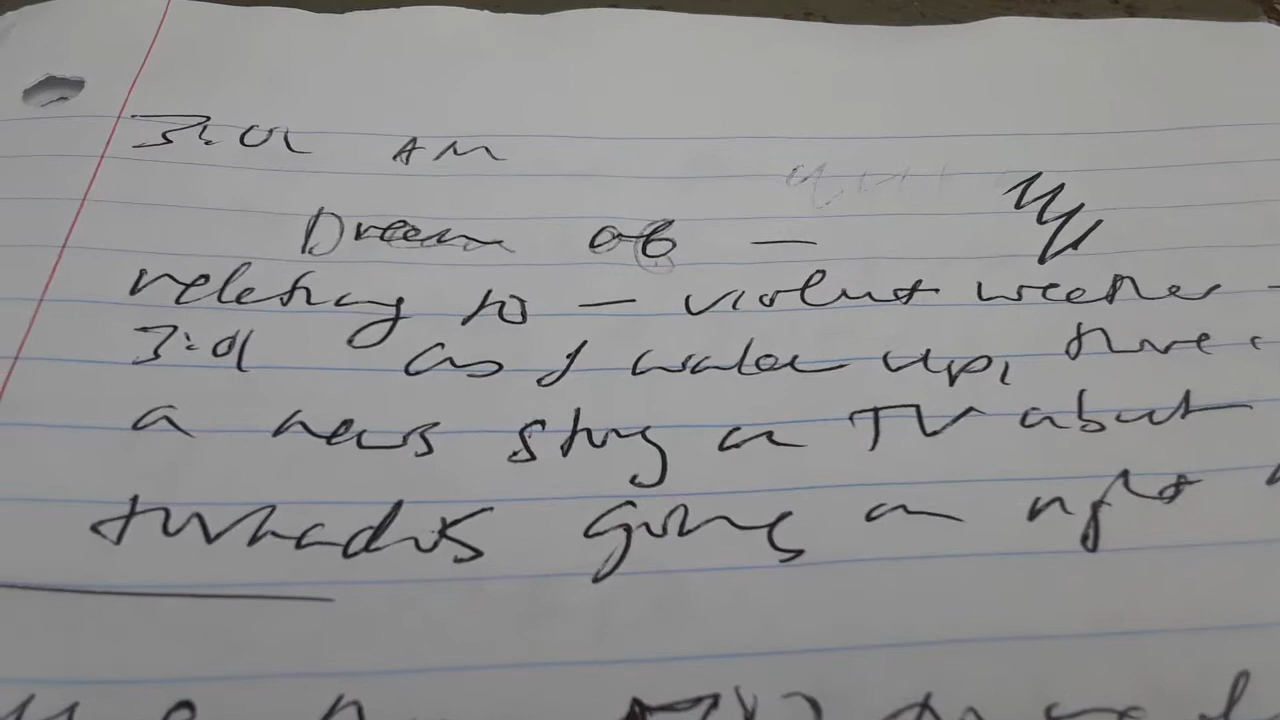 3:01 AM
Dream of —
relating to — violent weather -
3:01 as I wake up, there
a news story on TV about
tornados going on right